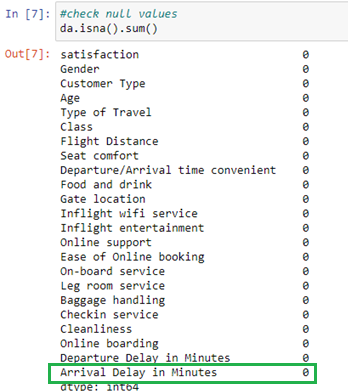 In [7]: #check null values
da.isna().sum()
Out[7]: satisfaction 0
Gender 0
Customer Type 0
Age 0
Type of Travel 0
Class 0
Flight Distance 0
Seat comfort 0
Departure/Arrival time convenient 0
Food and drink 0
Gate location 0
Inflight wifi service 0
Inflight entertainment 0
Online support 0
Ease of Online booking 0
On-board service 0
Leg room service 0
Baggage handling 0
Checkin service 0
Cleanliness 0
Online boarding 0
Departure Delay in Minutes 0
Arrival Delay in Minutes 0
dtype: int64